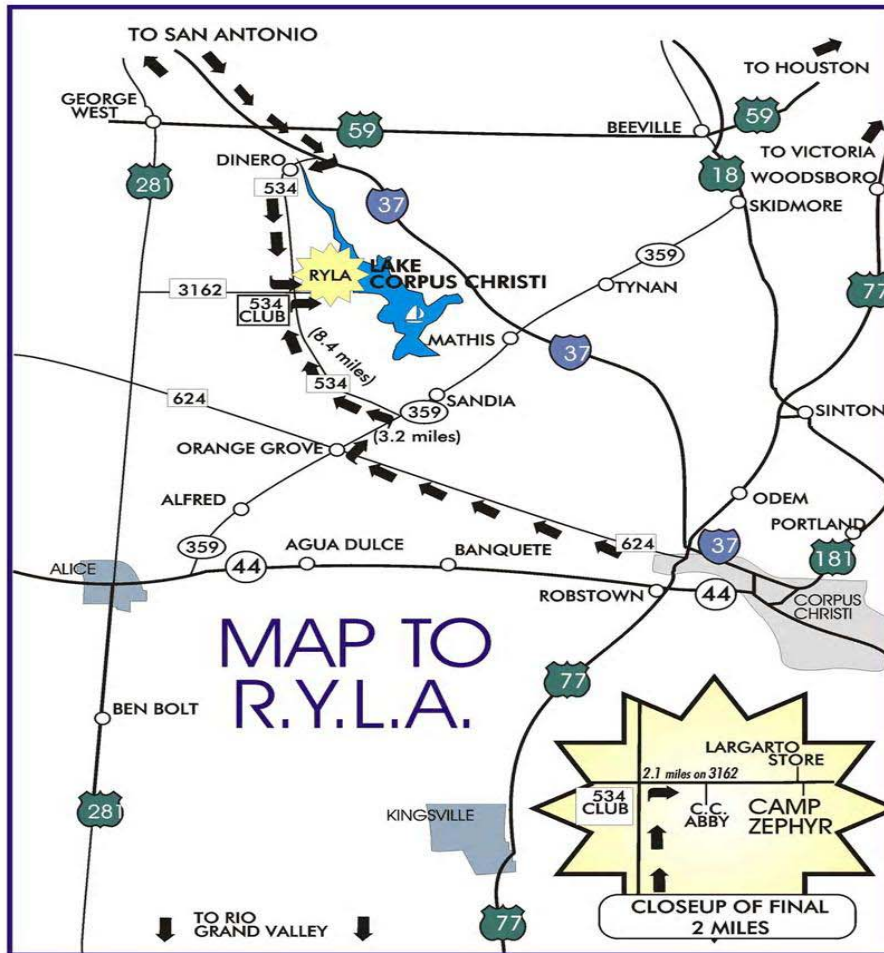 TO SAN ANTONIO
TO HOUSTON
GEORGE
WEST
59
59
BEEVILLE
TO VICTORIA
DINERO
281
534
37
18
WOODSBORO
SKIDMORE
359
RYLA
LAKE
CORPUS CHRISTI
3162
TYNAN
77
534
CLUB
MATHIS
(8.4 miles)
37
534
SANDIA
624
359
SINTON
(3.2 miles)
ORANGE GROVE
ALFRED
ODEM
PORTLAND
359
AGUA DULCE
BANQUETE
624
37
181
ALICE
44
ROBSTOWN
44
CORPUS
CHRISTI
MAP TO
R.Y.L.A.
77
BEN BOLT
LARGARTO
STORE
2.1 miles on 3162
281
534
CLUB
C.C.
ABBY
CAMP
ZEPHYR
KINGSVILLE
TO RIO
GRAND VALLEY
77
CLOSEUP OF FINAL
2 MILES